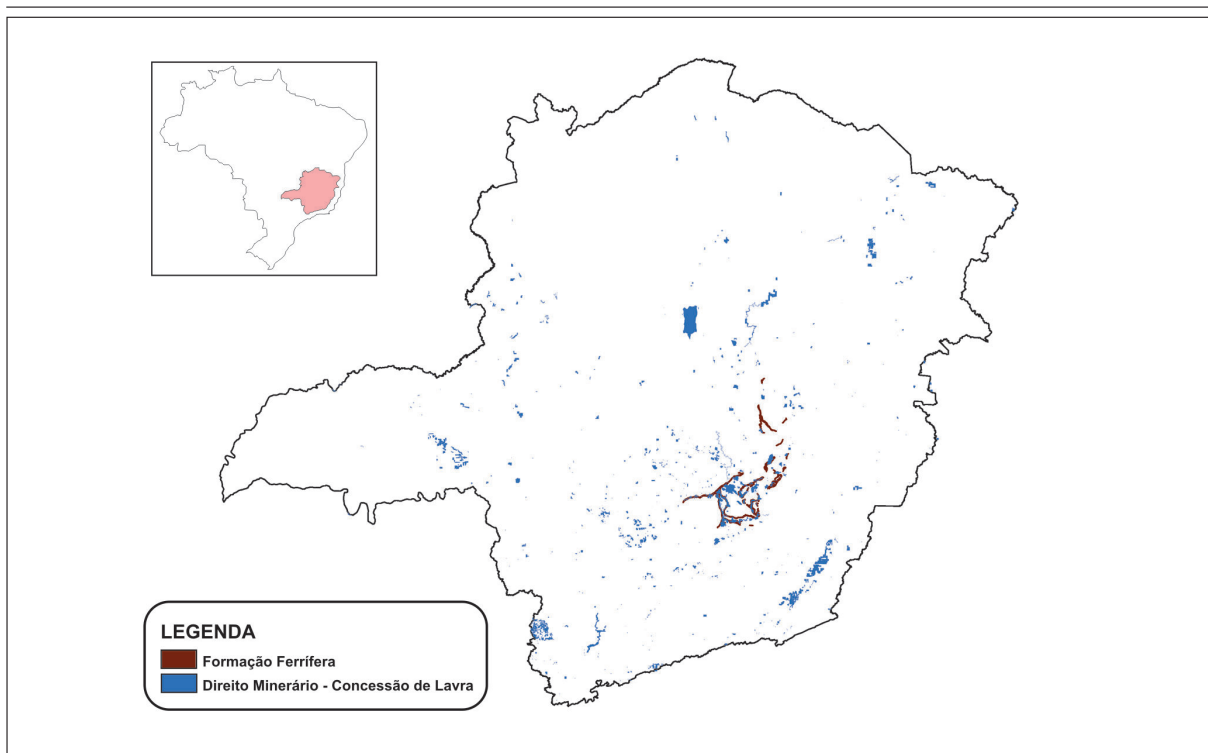 LEGENDA
Formação Ferrífera
Direito Minerário - Concessão de Lavra